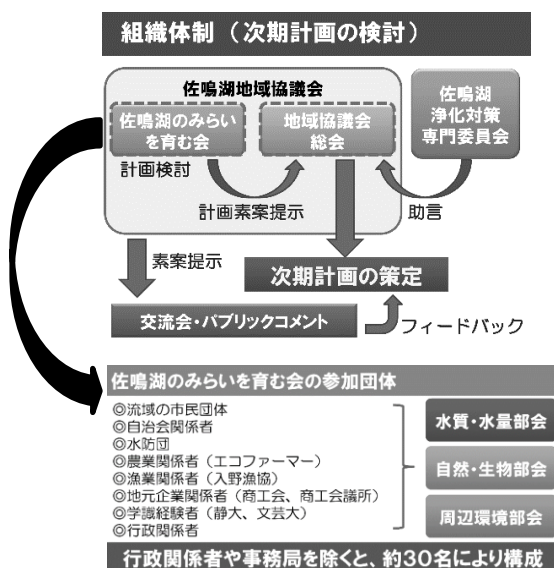 組織体制（次期計画の検討）
佐鳴湖地域協議会
佐鳴湖のみらい
を育む会
地域協議会
総会
佐鳴湖
浄化対策
専門委員会
計画検討
計画素案提示
助言
素案提示
次期計画の策定
交流会・パブリックコメント
フィードバック
佐鳴湖のみらいを育む会の参加団体
◎流域の市民団体
◎自治会関係者
◎水防団
◎農業関係者（エコファーマー）
◎漁業関係者（入野漁協）
◎地元企業関係者（商工会、商工会議所）
◎学識経験者（静大、文芸大）
◎行政関係者
水質・水量部会
自然・生物部会
周辺環境部会
行政関係者や事務局を除くと、約３０名により構成